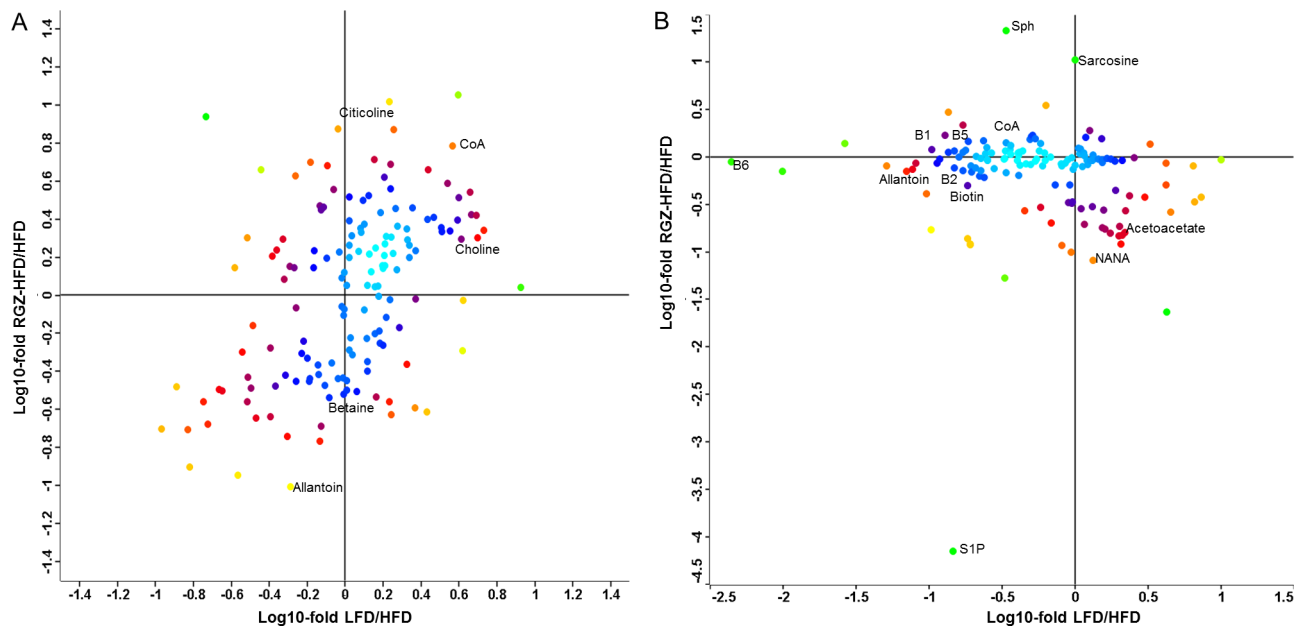 A
1.4
1.2
1
0.8
0.6
0.4
0.2
0
-0.2
-0.4
-0.6
-0.8
-1
-1.2
-1.4
Log10-fold RGZ-HFD/HFD
Citicoline
CoA
Choline
Betaine
Allantoin
-1.4 -1.2 -1 -0.8 -0.6 -0.4 -0.2 0 0.2 0.4 0.6 0.8 1 1.2 1.4
Log10-fold LFD/HFD
B
1.5
1
0.5
0
-0.5
-1
-1.5
-2
-2.5
-3
-3.5
-4
-4.5
Log10-fold RGZ-HFD/HFD
Sph
Sarcosine
CoA
B1 B5
B6
Allantoin B2
Biotin
Acetoacetate
NANA
S1P
-2.5 -2 -1.5 -1 -0.5 0 0.5 1 1.5
Log10-fold LFD/HFD